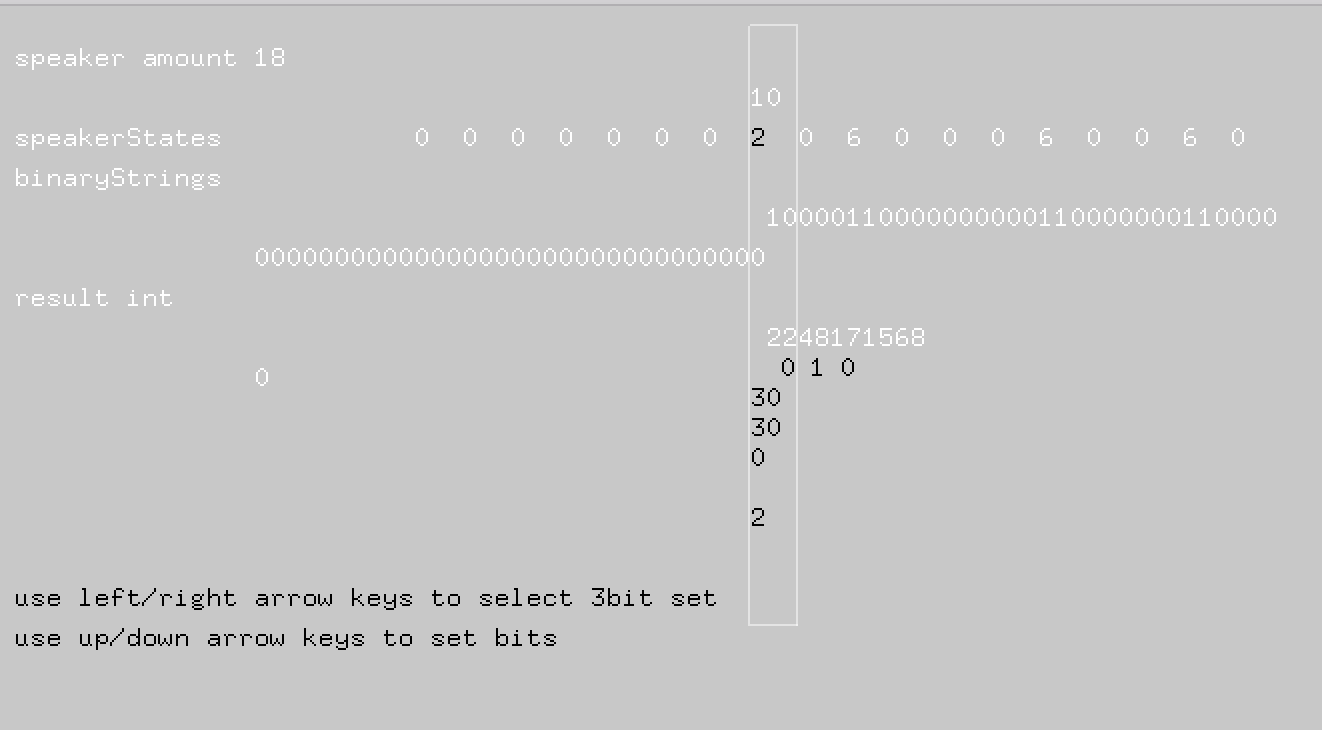 speaker amount 18
10
speakerStates 0 0 0 0 0 0 0 2 0 6 0 0 0 6 0 0 6 0
binaryStrings
10000110000000000110000000110000
00000000000000000000000000000000
result int
2248171568
0 1 0
0
30
30
0
2
use left/right arrow keys to select 3bit set
use up/down arrow keys to set bits